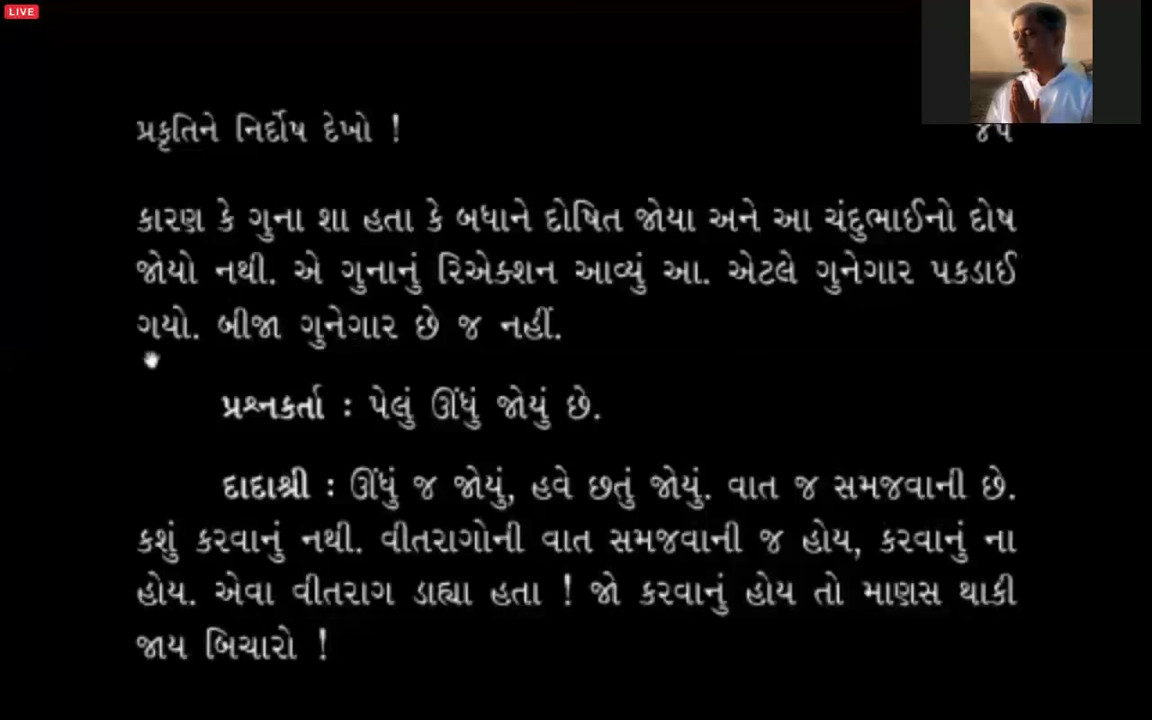 LIVE
પ્રકૃતિને નિર્દોષ દેખો ! ૪૫
કારણ કે ગુના શા હતા કે બધાને દોષિત જોયા અને આ ચંદુભાઈનો દોષ
જોયો નથી. એ ગુનાનું રિએક્શન આવ્યું આ. એટલે ગુનેગાર પકડાઈ
ગયો. બીજા ગુનેગાર છે જ નહીં.
પ્રશ્નકર્તા : પેલું ઊંધું જોયું છે.
દાદાશ્રી : ઊંધું જ જોયું, હવે છતું જોયું. વાત જ સમજવાની છે.
કશું કરવાનું નથી. વીતરાગોની વાત સમજવાની જ હોય, કરવાનું ના
હોય. એવા વીતરાગ ડાહ્યા હતા ! જો કરવાનું હોય તો માણસ થાકી
જાય બિચારો !